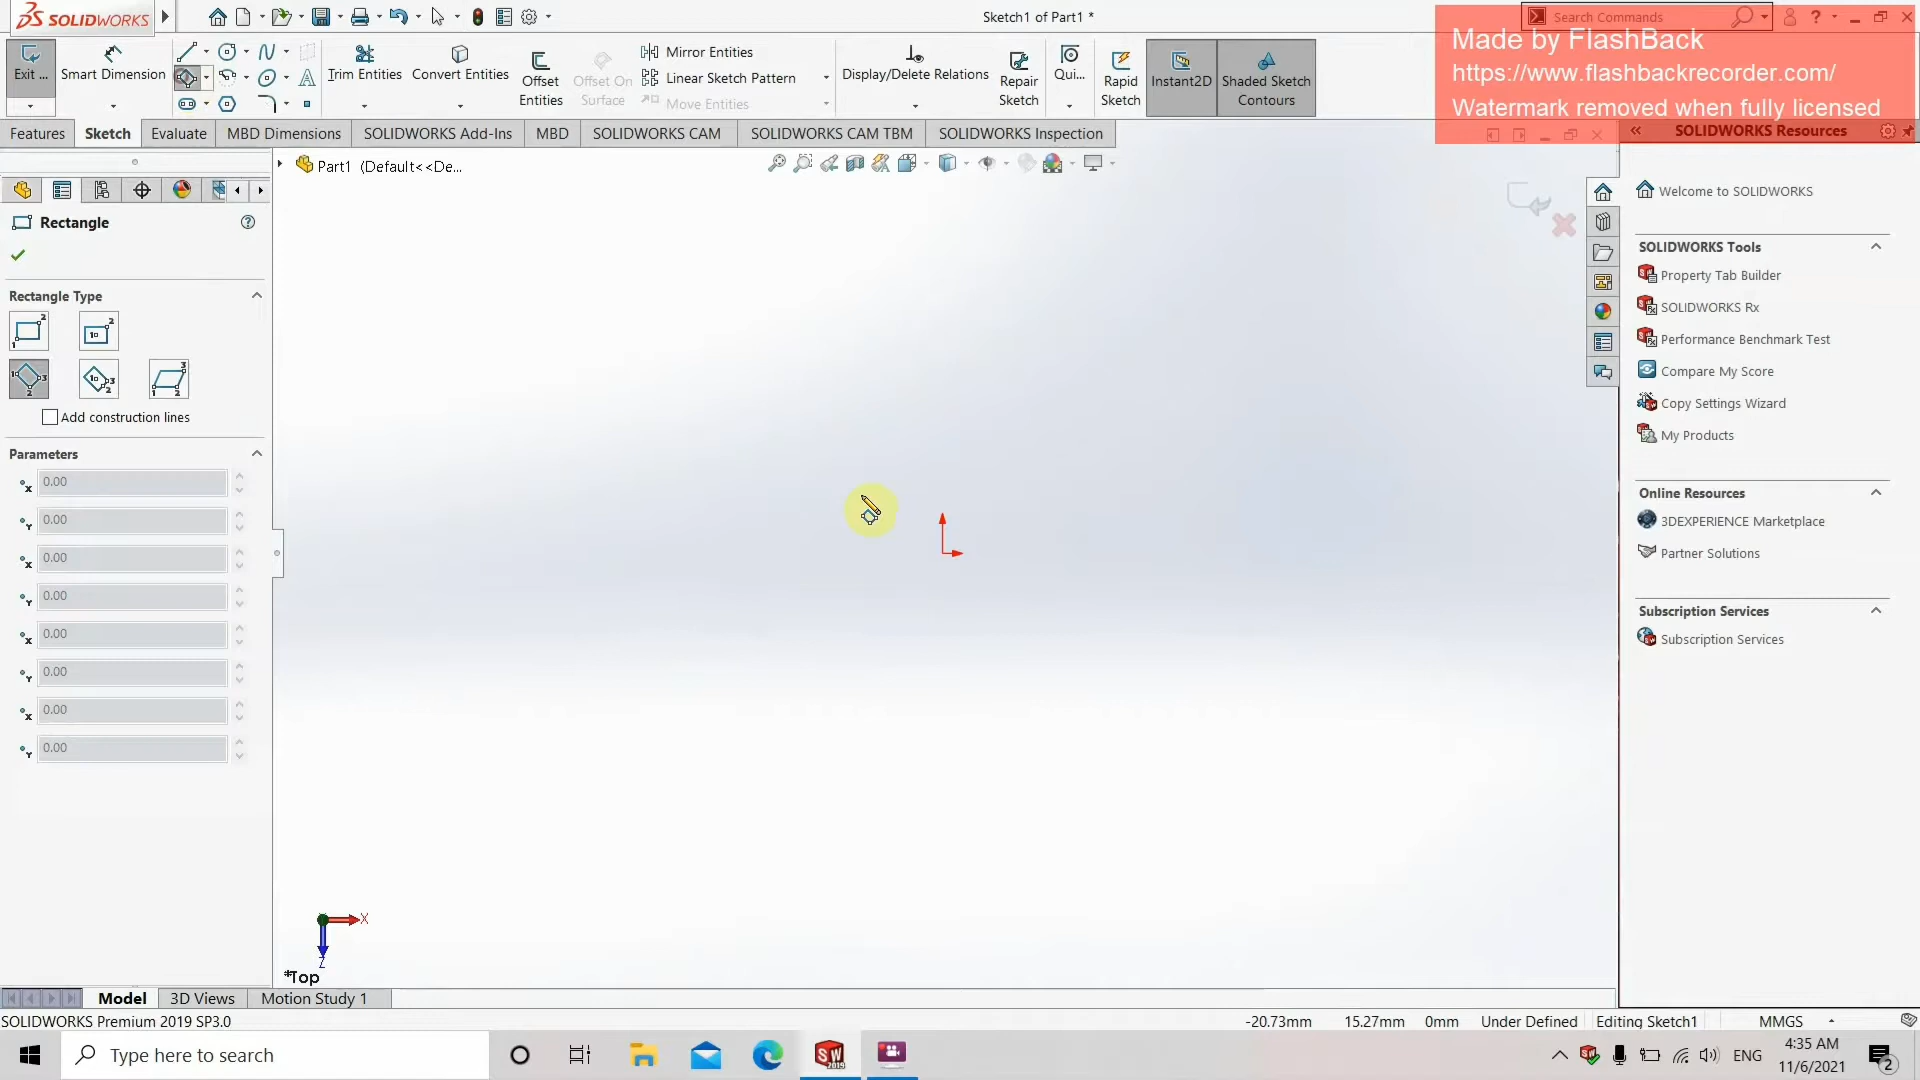 SOLIDWORKS
Sketch1 of Part1 *
Search Commands
Made by FlashBack
https://www.flashbackrecorder.com/
Watermark removed when fully licensed
Exit ...
Smart Dimension
Trim Entities
Convert Entities
Offset
Entities
Offset On
Surface
Mirror Entities
Linear Sketch Pattern
Move Entities
Display/Delete Relations
Repair
Sketch
Qui...
Rapid
Sketch
Instant2D
Shaded Sketch
Contours
Features
Sketch
Evaluate
MBD Dimensions
SOLIDWORKS Add-Ins
MBD
SOLIDWORKS CAM
SOLIDWORKS CAM TBM
SOLIDWORKS Inspection
SOLIDWORKS Resources
Part1 (Default<<De...
Rectangle
Rectangle Type
Add construction lines
Parameters
0.00
0.00
0.00
0.00
0.00
0.00
0.00
0.00
Welcome to SOLIDWORKS
SOLIDWORKS Tools
Property Tab Builder
SOLIDWORKS Rx
Performance Benchmark Test
Compare My Score
Copy Settings Wizard
My Products
Online Resources
3DEXPERIENCE Marketplace
Partner Solutions
Subscription Services
Subscription Services
X
Z
*Top
Model
3D Views
Motion Study 1
SOLIDWORKS Premium 2019 SP3.0
-20.73mm
15.27mm
0mm
Under Defined
Editing Sketch1
MMGS
Type here to search
ENG
4:35 AM
11/6/2021
2